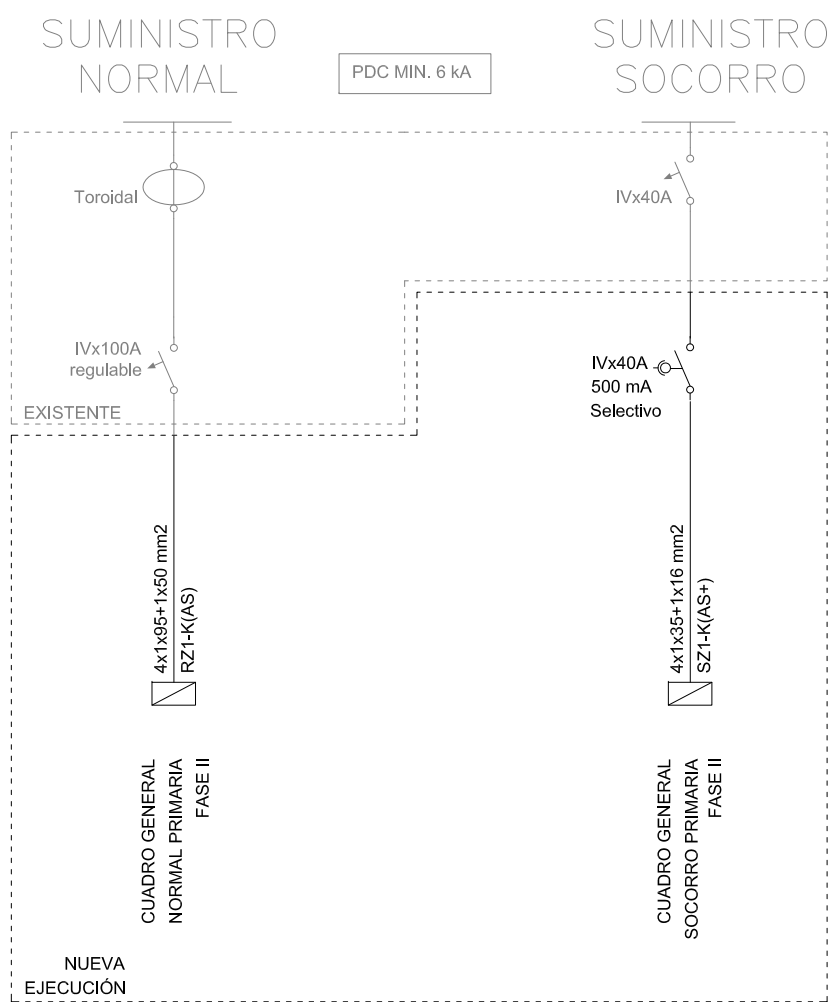 SUMINISTRO
NORMAL
PDC MIN. 6 kA
SUMINISTRO
SOCORRO
Toroidal
IVx40A
IVx100A
regulable
IVx40A
500 mA
Selectivo
EXISTENTE
4x1x95+1x50 mm2
RZ1-K(AS)
4x1x35+1x16 mm2
SZ1-K(AS+)
CUADRO GENERAL
NORMAL PRIMARIA
FASE II
CUADRO GENERAL
SOCORRO PRIMARIA
FASE II
NUEVA
EJECUCIÓN